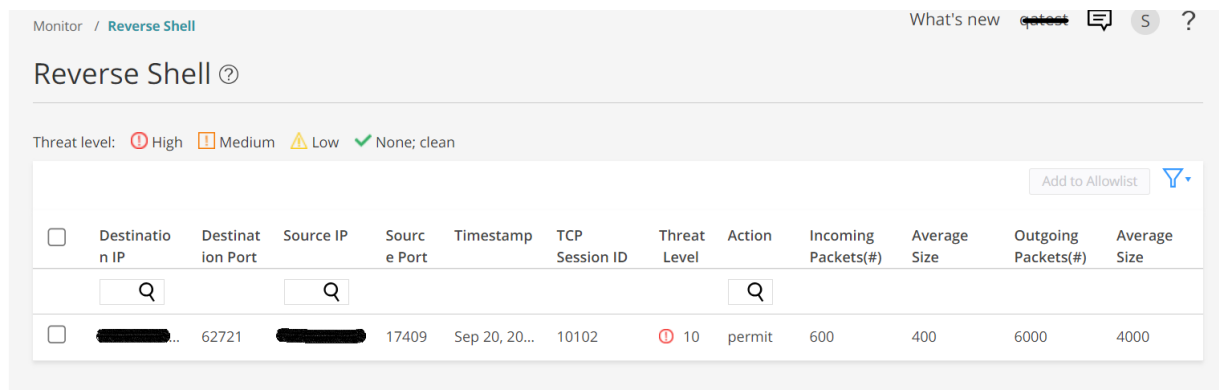 Monitor / Reverse Shell
What's new
S ?
Reverse Shell ?
Threat level: High Medium Low None; clean
Add to Allowlist
Destinatio Destinat Source IP Sourc Timestamp TCP Threat Action Incoming Average Outgoing Average
n IP ion Port e Port Session ID Level Packets(#) Size Packets(#) Size
... 62721 17409 Sep 20, 20... 10102 10 permit 600 400 6000 4000